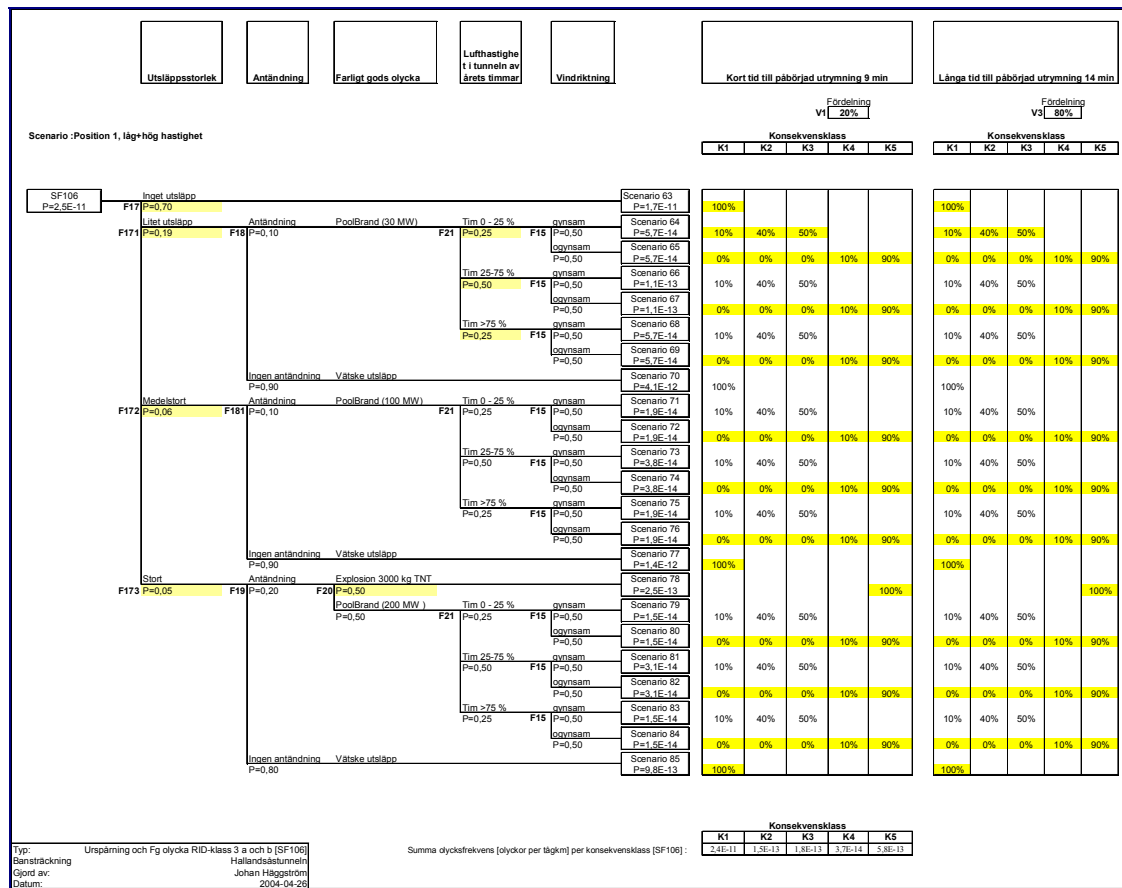 Utsläppsstorlek Antändning Farligt gods olycka Lufthastighe t i tunneln av årets timmar Vindriktning Kort tid till påbörjad utrymning 9 min Långa tid till påbörjad utrymning 14 min
Fördelning Fördelning
V1 20% V3 80%
Scenario :Position 1, låg+hög hastighet Konsekvensklass Konsekvensklass
K1 K2 K3 K4 K5 K1 K2 K3 K4 K5
SF106 Inget utsläpp Scenario 63
P=2,5E-11 F17 P=0,70 P=1,7E-11 100% 100%
Litet utsläpp Antändning PoolBrand (30 MW) Tim 0 - 25 % gynsam Scenario 64
F171 P=0,19 F18 P=0,10 F21 P=0,25 F15 P=0,50 P=5,7E-14 10% 40% 50% 10% 40% 50%
ogynsam Scenario 65
P=0,50 P=5,7E-14 0% 0% 0% 10% 90% 0% 0% 0% 10% 90%
Tim 25-75 % gynsam Scenario 66
P=0,50 F15 P=0,50 P=1,1E-13 10% 40% 50% 10% 40% 50%
ogynsam Scenario 67
P=0,50 P=1,1E-13 0% 0% 0% 10% 90% 0% 0% 0% 10% 90%
Tim >75 % gynsam Scenario 68
P=0,25 F15 P=0,50 P=5,7E-14 10% 40% 50% 10% 40% 50%
ogynsam Scenario 69
P=0,50 P=5,7E-14 0% 0% 0% 10% 90% 0% 0% 0% 10% 90%
Ingen antändning Vätske utsläpp Scenario 70
P=0,90 P=4,1E-12 100% 100%
Medelstort Antändning PoolBrand (100 MW) Tim 0 - 25 % gynsam Scenario 71
F172 P=0,06 F181 P=0,10 F21 P=0,25 F15 P=0,50 P=1,9E-14 10% 40% 50% 10% 40% 50%
ogynsam Scenario 72
P=0,50 P=1,9E-14 0% 0% 0% 10% 90% 0% 0% 0% 10% 90%
Tim 25-75 % gynsam Scenario 73
P=0,50 F15 P=0,50 P=3,8E-14 10% 40% 50% 10% 40% 50%
ogynsam Scenario 74
P=0,50 P=3,8E-14 0% 0% 0% 10% 90% 0% 0% 0% 10% 90%
Tim >75 % gynsam Scenario 75
P=0,25 F15 P=0,50 P=1,9E-14 10% 40% 50% 10% 40% 50%
ogynsam Scenario 76
P=0,50 P=1,9E-14 0% 0% 0% 10% 90% 0% 0% 0% 10% 90%
Ingen antändning Vätske utsläpp Scenario 77
P=0,90 P=1,4E-12 100% 100%
Stort Antändning Explosion 3000 kg TNT Scenario 78
F173 P=0,05 F19 P=0,20 F20 P=0,50 P=2,5E-13 100% 100%
PoolBrand (200 MW ) Tim 0 - 25 % gynsam Scenario 79
P=0,50 F21 P=0,25 F15 P=0,50 P=1,5E-14 10% 40% 50% 10% 40% 50%
ogynsam Scenario 80
P=0,50 P=1,5E-14 0% 0% 0% 10% 90% 0% 0% 0% 10% 90%
Tim 25-75 % gynsam Scenario 81
P=0,50 F15 P=0,50 P=3,1E-14 10% 40% 50% 10% 40% 50%
ogynsam Scenario 82
P=0,50 P=3,1E-14 0% 0% 0% 10% 90% 0% 0% 0% 10% 90%
Tim >75 % gynsam Scenario 83
P=0,25 F15 P=0,50 P=1,5E-14 10% 40% 50% 10% 40% 50%
ogynsam Scenario 84
P=0,50 P=1,5E-14 0% 0% 0% 10% 90% 0% 0% 0% 10% 90%
Ingen antändning Vätske utsläpp Scenario 85
P=0,80 P=9,8E-13 100% 100%
Konsekvensklass
K1 K2 K3 K4 K5
Summa olycksfrekvens [olyckor per tågkm] per konsekvensklass [SF106] : 2,4E-11 1,5E-13 1,8E-13 3,7E-14 5,8E-13
Typ: Urspårning och Fg olycka RID-klass 3 a och b [SF106]
Bansträckning Hallandsåstunneln
Gjord av: Johan Häggström
Datum: 2004-04-26